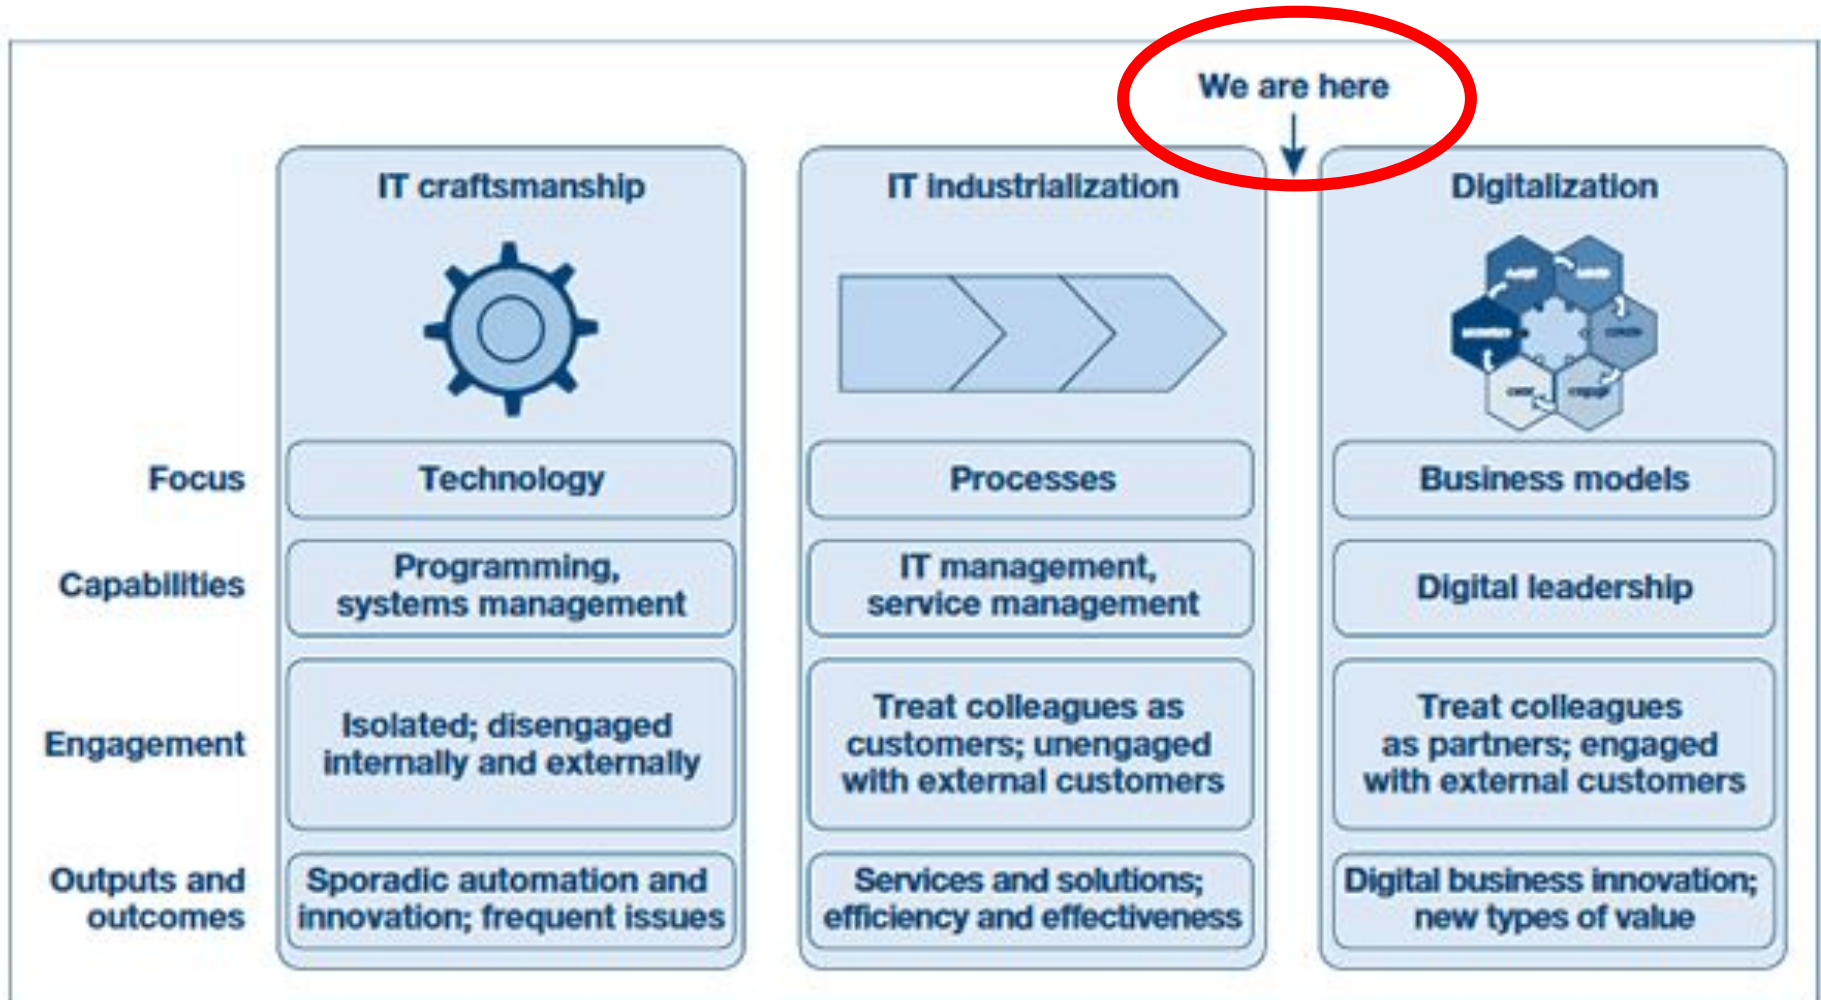 We are here
IT craftsmanship
IT industrialization
Digitalization
Focus
Technology
Processes
Business models
Capabilities
Programming,
systems management
IT management,
service management
Digital leadership
Engagement
Isolated; disengaged
internally and externally
Treat colleagues as
customers; unengaged
with external customers
Treat colleagues
as partners; engaged
with external customers
Outputs and
outcomes
Sporadic automation and
innovation; frequent issues
Services and solutions;
efficiency and effectiveness
Digital business innovation;
new types of value